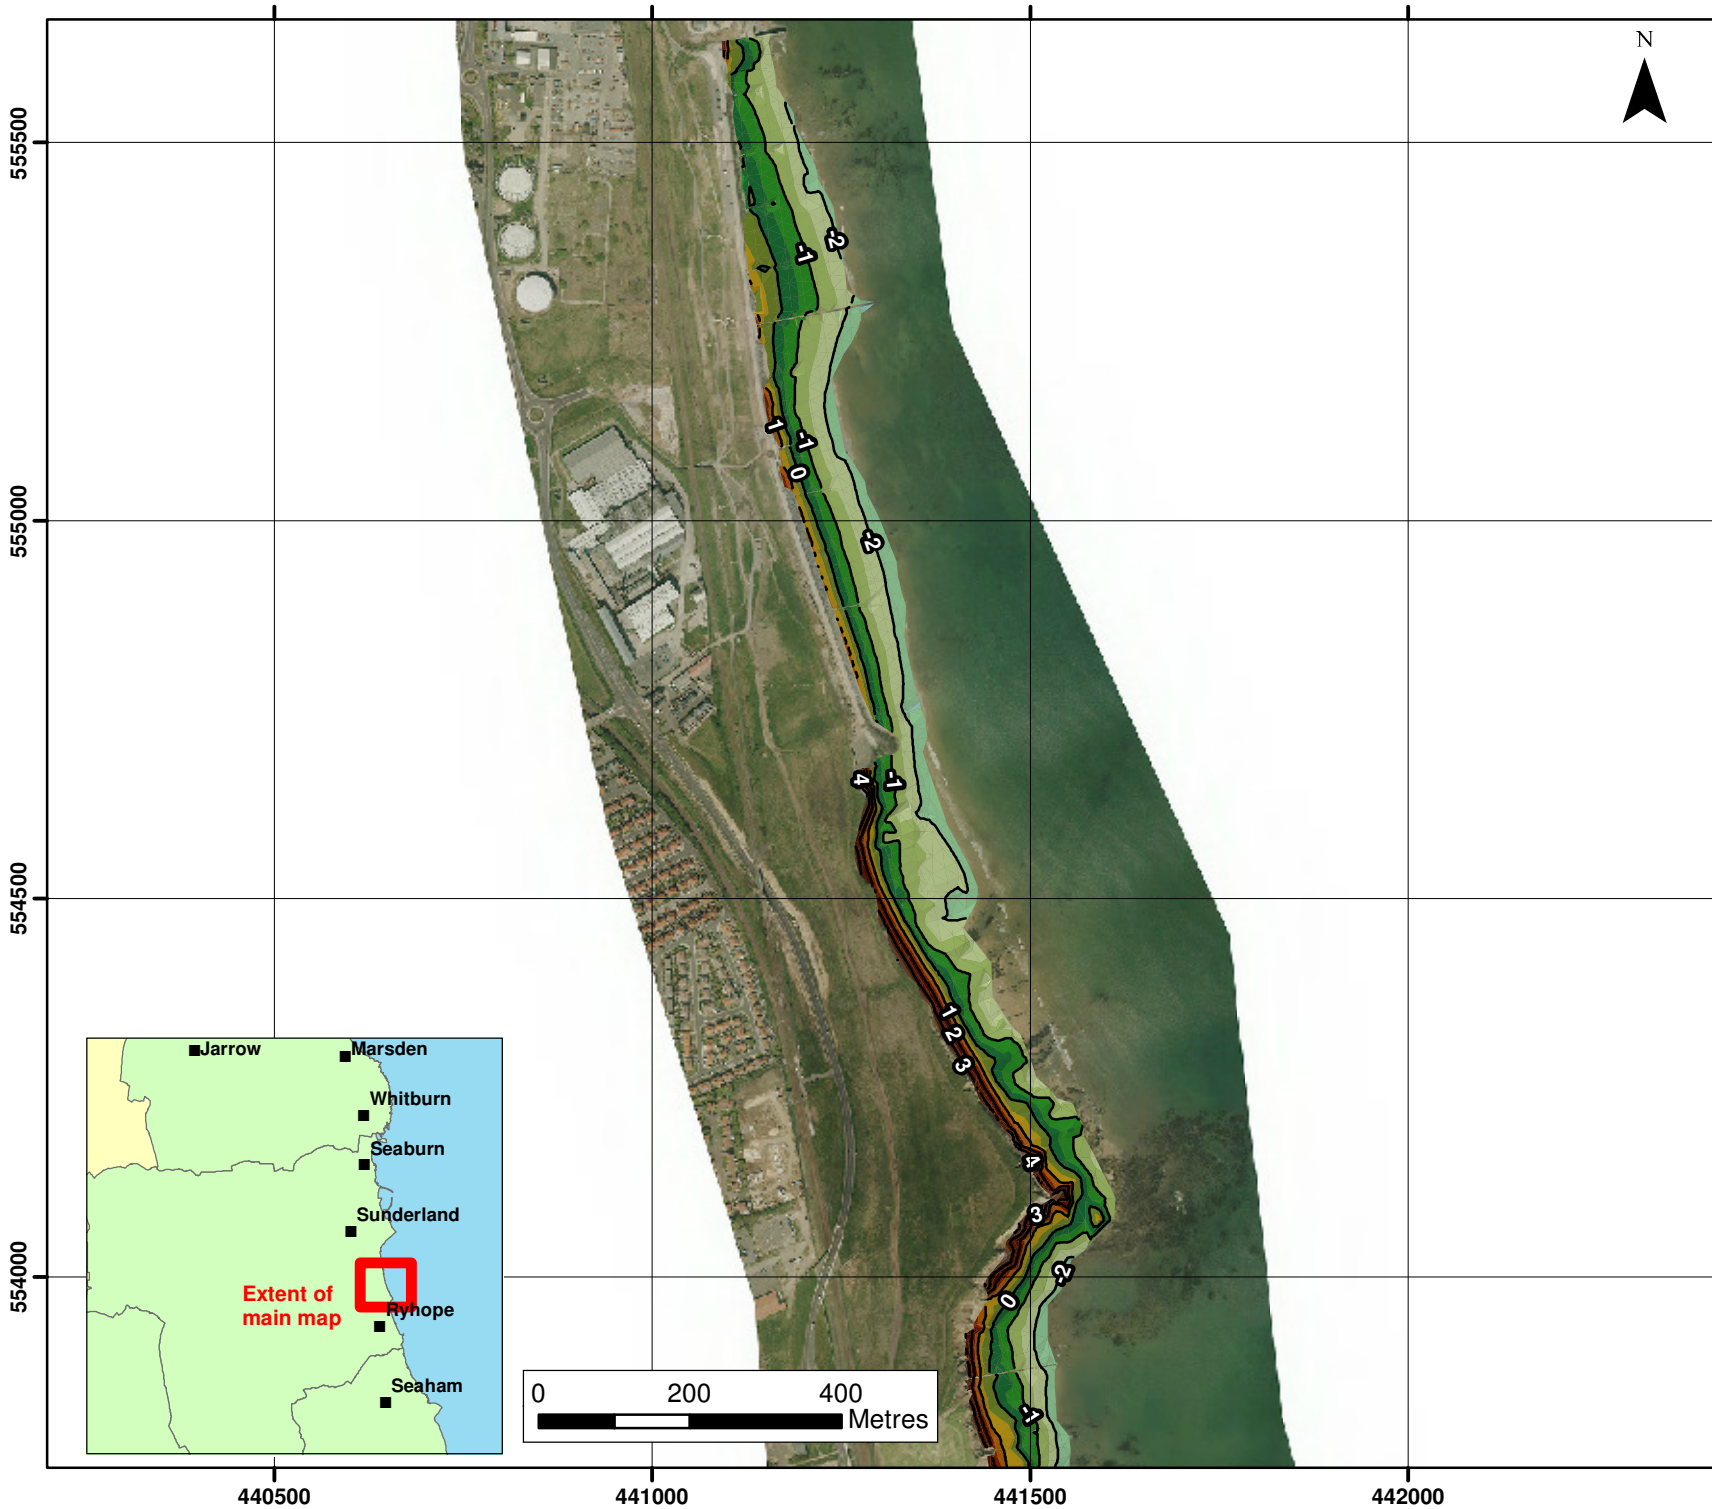 N
555500
-2
-1
1
-1
0
555000
-2
4
-1
554500
1
2
3
4
3
-2
554000
0
-1
Jarrow
Marsden
Whitburn
Seaburn
Sunderland
Extent of
main map
Ryhope
Seaham
0 200 400
Metres
440500 441000 441500 442000